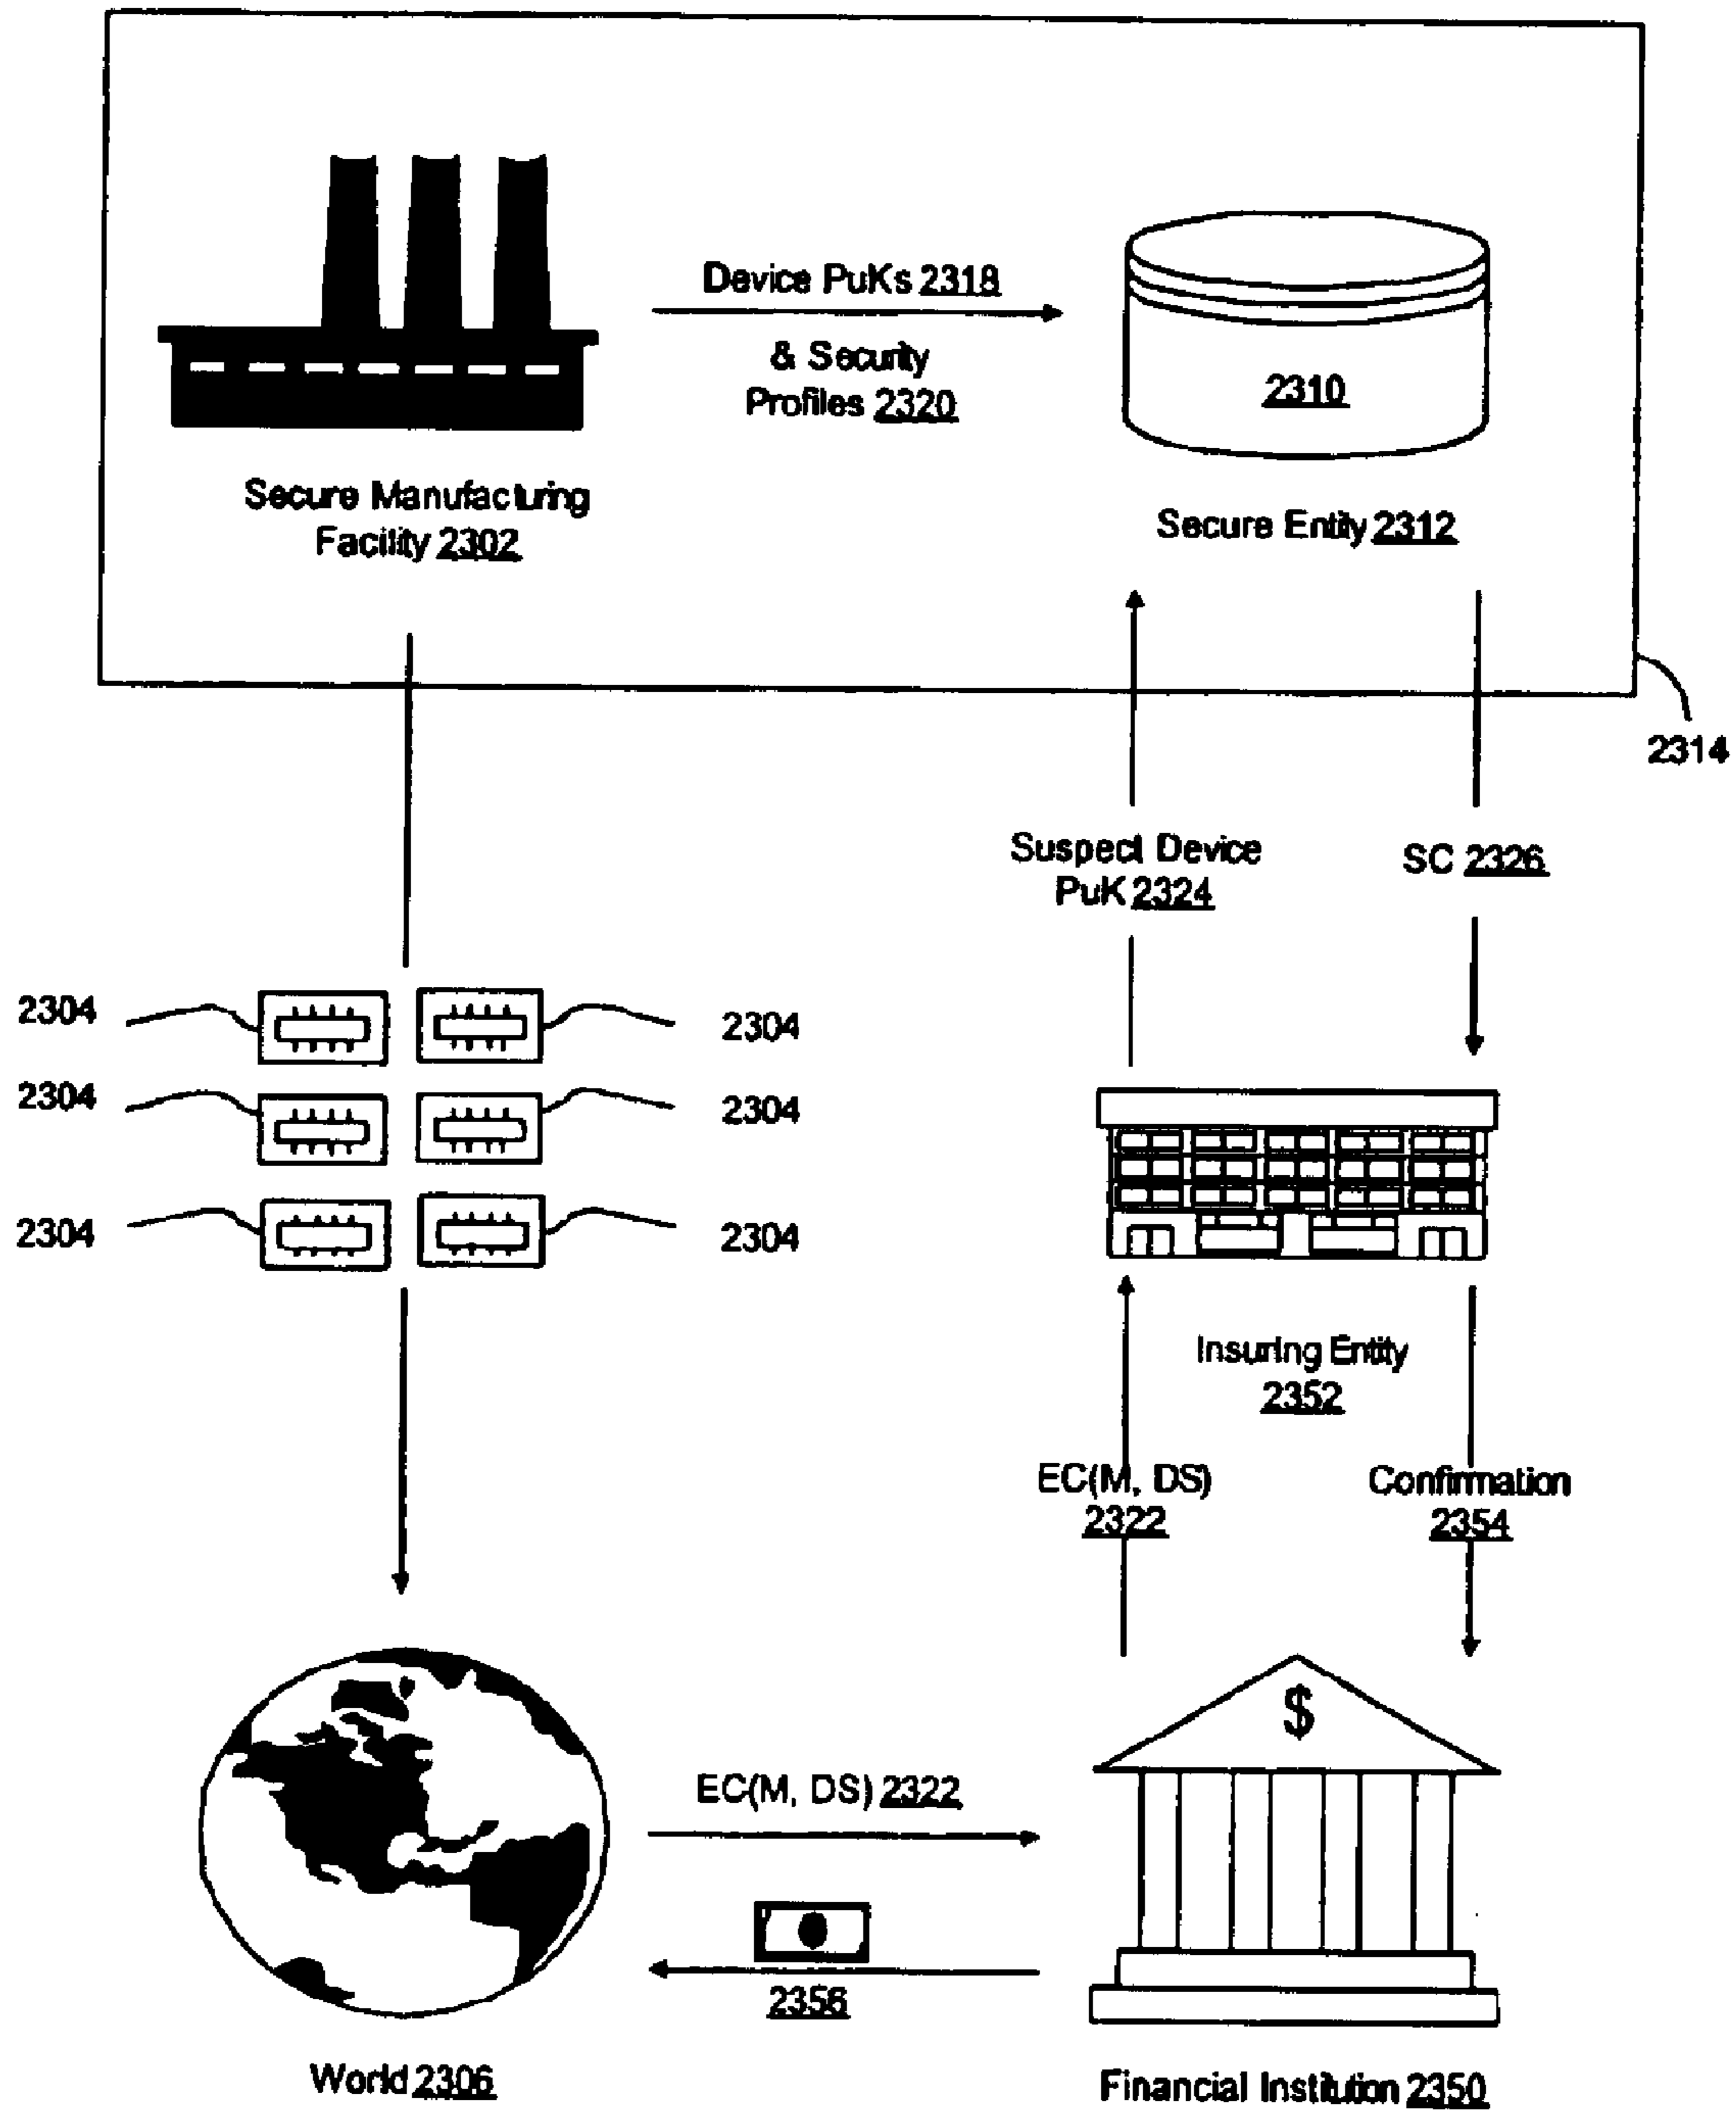 Device PuKs 2318
& Security
Profiles 2320
2310
Secure Manufacturing
Facility 2302
Secure Entity 2312
2314
Suspect Device
PuK 2324
SC 2326
2304
2304
2304
2304
2304
2304
Insuring Entity
2352
EC(M, DS)
2322
Confirmation
2354
$
EC(M, DS) 2322
2356
World 2306
Financial Institution 2350